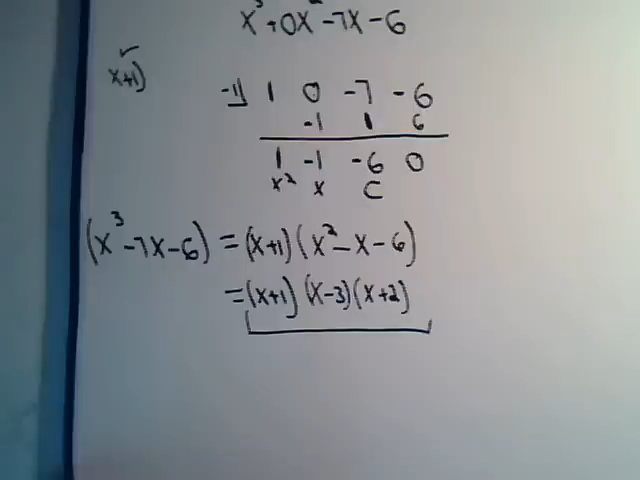 x³+0x²-7x-6
x+1) ✓
-1) 1 0 -7 -6
-1 1 6
1 -1 -6 0
x² x C
(x³-7x-6) = (x+1)(x²-x-6)
= (x+1)(x-3)(x+2)